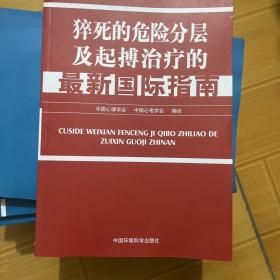 猝死的危险分层
及起搏治疗的
最新国际指南
中国心律学会 中国心电学会 编译
CUSIDE WEIXIAN FENCENG JI QIBO ZHILIAO DE
ZUIXIN GUOJI ZHINAN
中国环境科学出版社